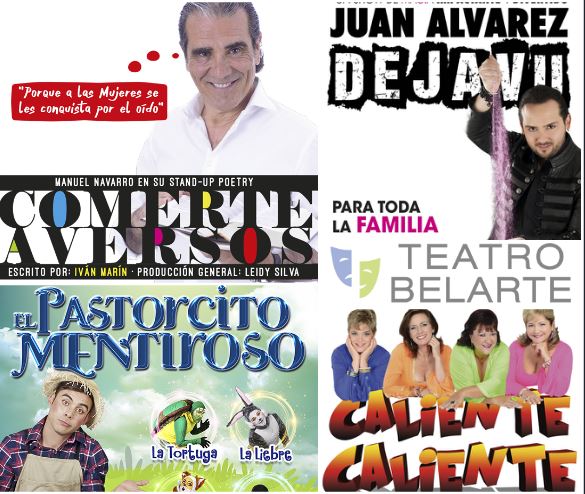 "Porque a las Mujeres se
les conquista por el oído"
MANUEL NAVARRO EN SU STAND-UP POETRY
COMERTE
A VERSOS
ESCRITO POR: IVÁN MARÍN · PRODUCCIÓN GENERAL: LEIDY SILVA
EL PASTORCITO
MENTIROSO
LA TORTUGA
LA LIEBRE
JUAN ALVAREZ
DEJAVU
PARA TODA
LA FAMILIA
TEATRO
BELARTE
CALIENTE
CALIENTE